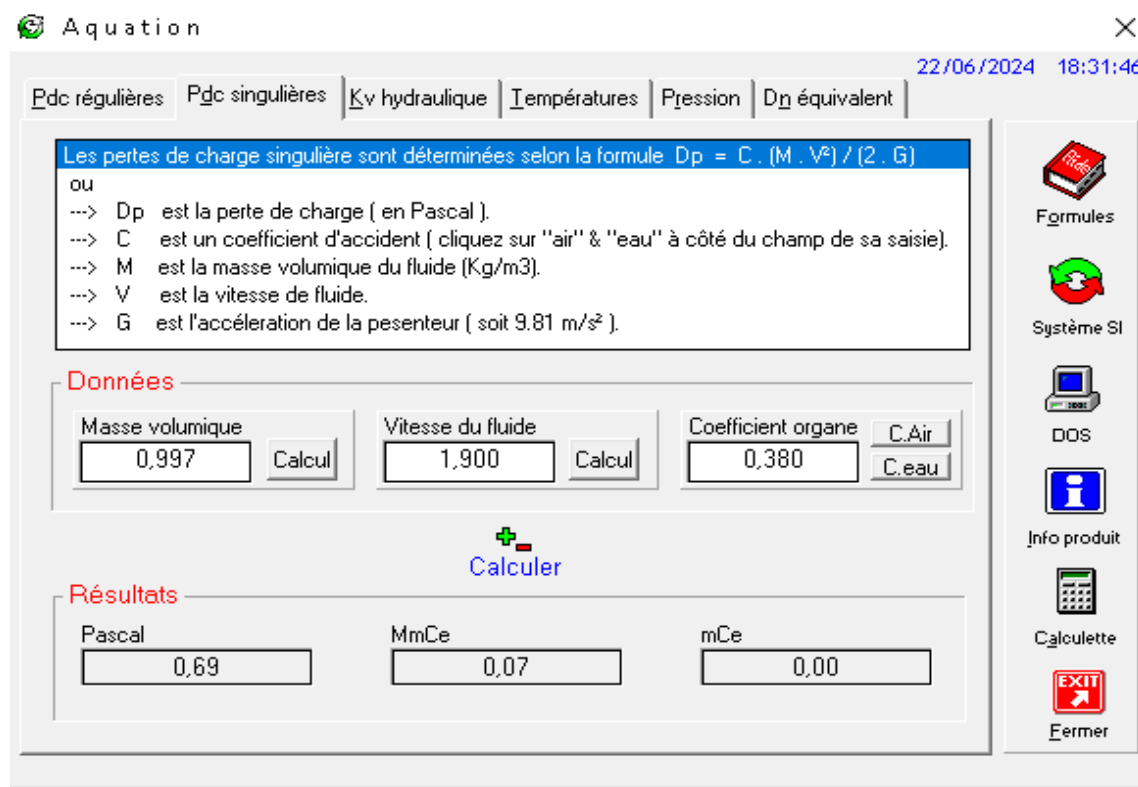 Aquation
22/06/2024 18:31:46
Pdc régulières Pdc singulières Kv hydraulique Températures Pression Dn équivalent
Les pertes de charge singulière sont déterminées selon la formule Dp = C . (M . V²) / (2 . G)
ou
---> Dp est la perte de charge ( en Pascal ).
---> C est un coefficient d'accident ( cliquez sur "air" & "eau" à côté du champ de sa saisie).
---> M est la masse volumique du fluide (Kg/m3).
---> V est la vitesse de fluide.
---> G est l'accéleration de la pesenteur ( soit 9.81 m/s² ).
Données
Masse volumique
0,997 Calcul
Vitesse du fluide
1,900 Calcul
Coefficient organe
0,380
C.Air
C.eau
Calculer
Résultats
Pascal MmCe mCe
0,69 0,07 0,00
Aide
Formules
Système SI
DOS
Info produit
Calculette
EXIT
Fermer